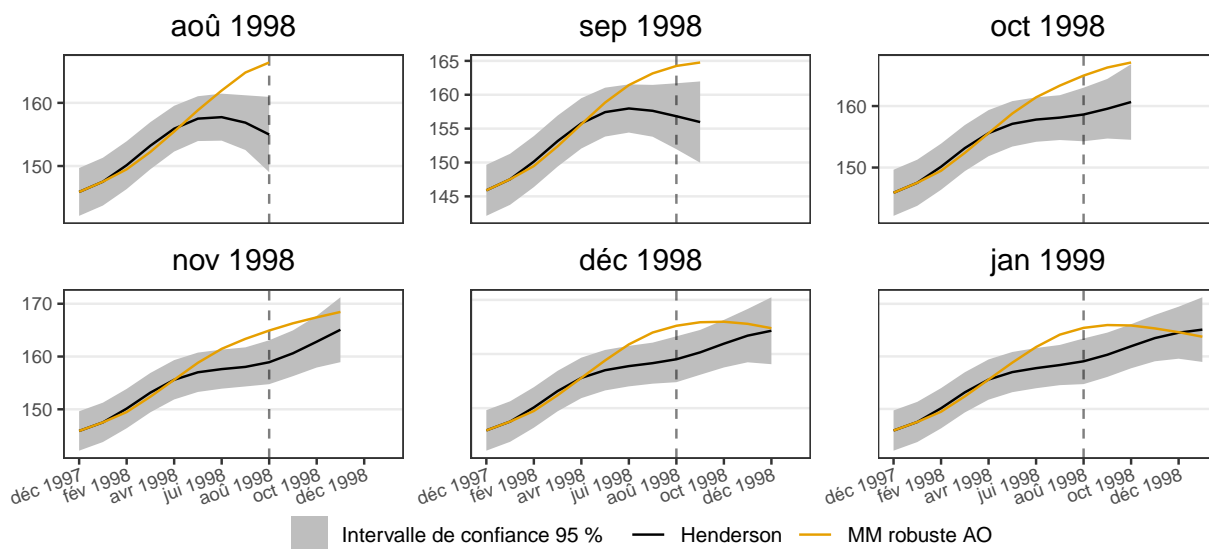 aoû 1998 sep 1998 oct 1998
160
150
165
160
155
150
145
160
150
nov 1998 déc 1998 jan 1999
170
160
150
déc 1997 fév 1998 avr 1998 jui 1998 aoû 1998 oct 1998 déc 1998
déc 1997 fév 1998 avr 1998 jui 1998 aoû 1998 oct 1998 déc 1998
déc 1997 fév 1998 avr 1998 jui 1998 aoû 1998 oct 1998 déc 1998
Intervalle de confiance 95 % Henderson MM robuste AO